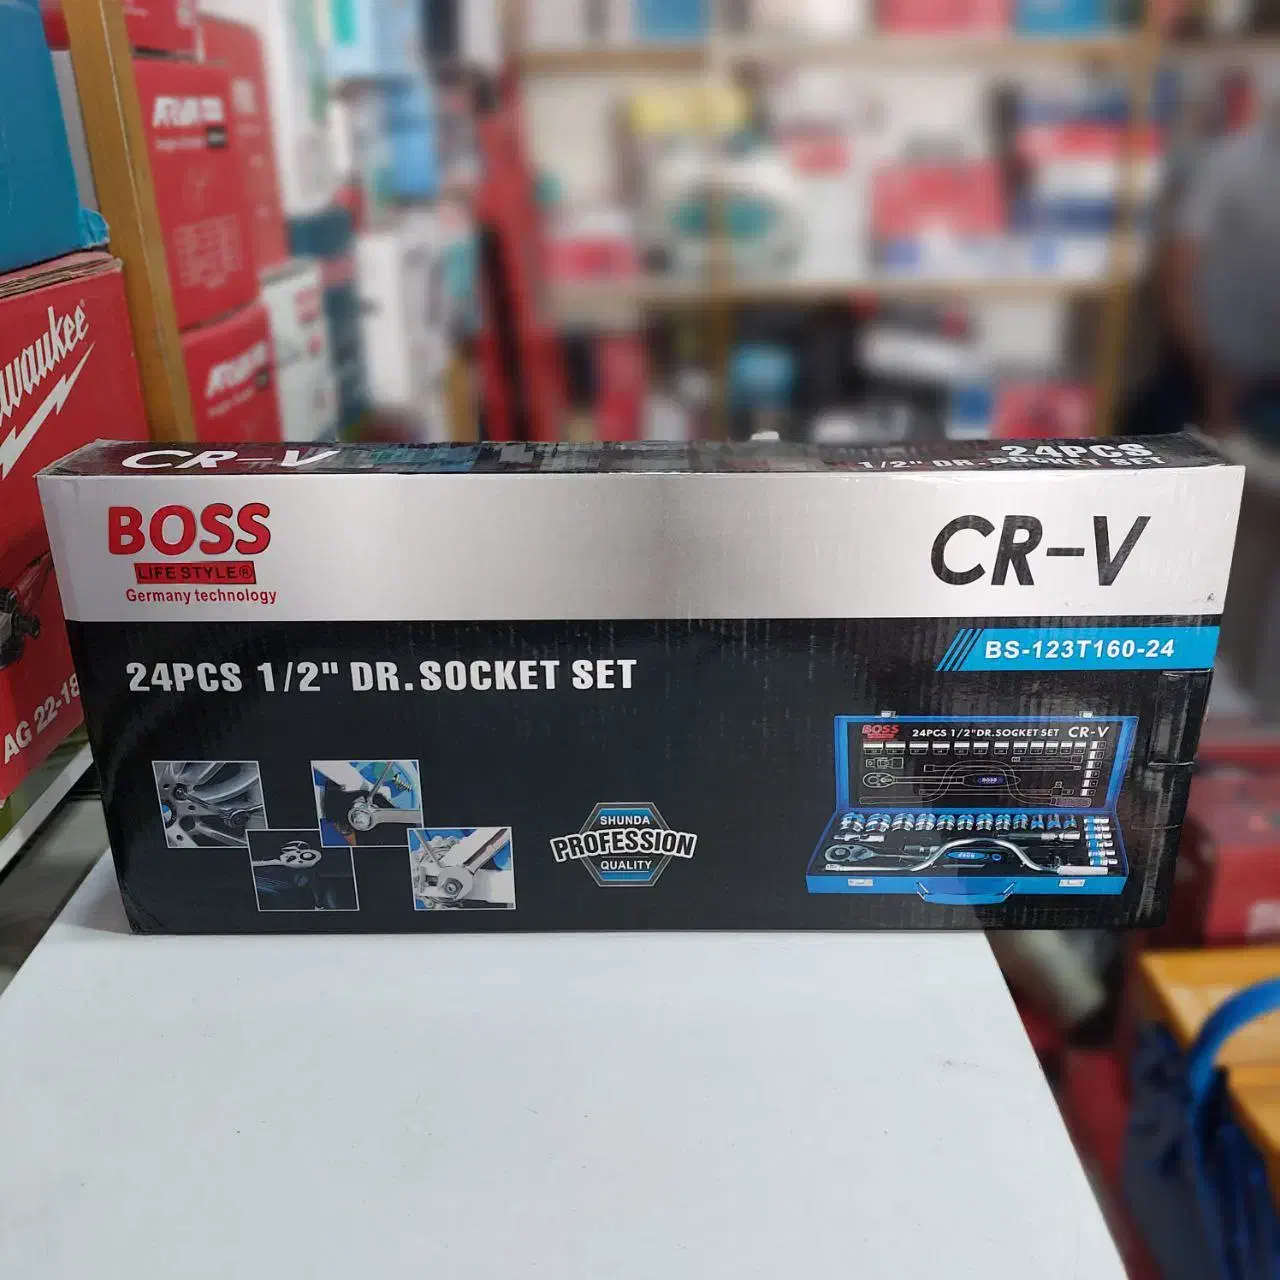 CR-V
24PCS
1/2" DR.SOCKET SET
BOSS
LIFE STYLE®
Germany technology
CR-V
BS-123T160-24
24PCS 1/2" DR.SOCKET SET
BOSS
24PCS 1/2"DR.SOCKET SET CR-V
BOSS
SHUNDA
PROFESSION
QUALITY
waukee
AG 22-18